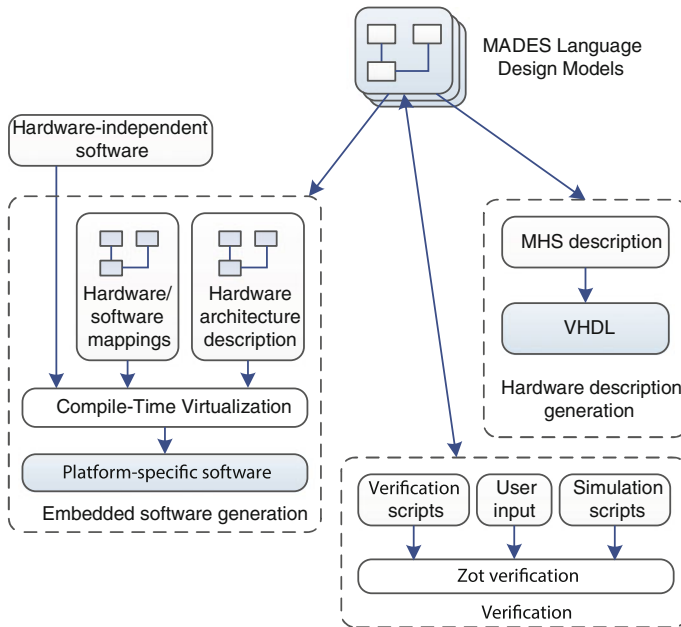 MADES Language
Design Models
Hardware-independent
software
Hardware/
software
mappings
Hardware
architecture
description
Compile-Time Virtualization
Platform-specific software
Embedded software generation
MHS description
VHDL
Hardware description
generation
Verification
scripts
User
input
Simulation
scripts
Zot verification
Verification